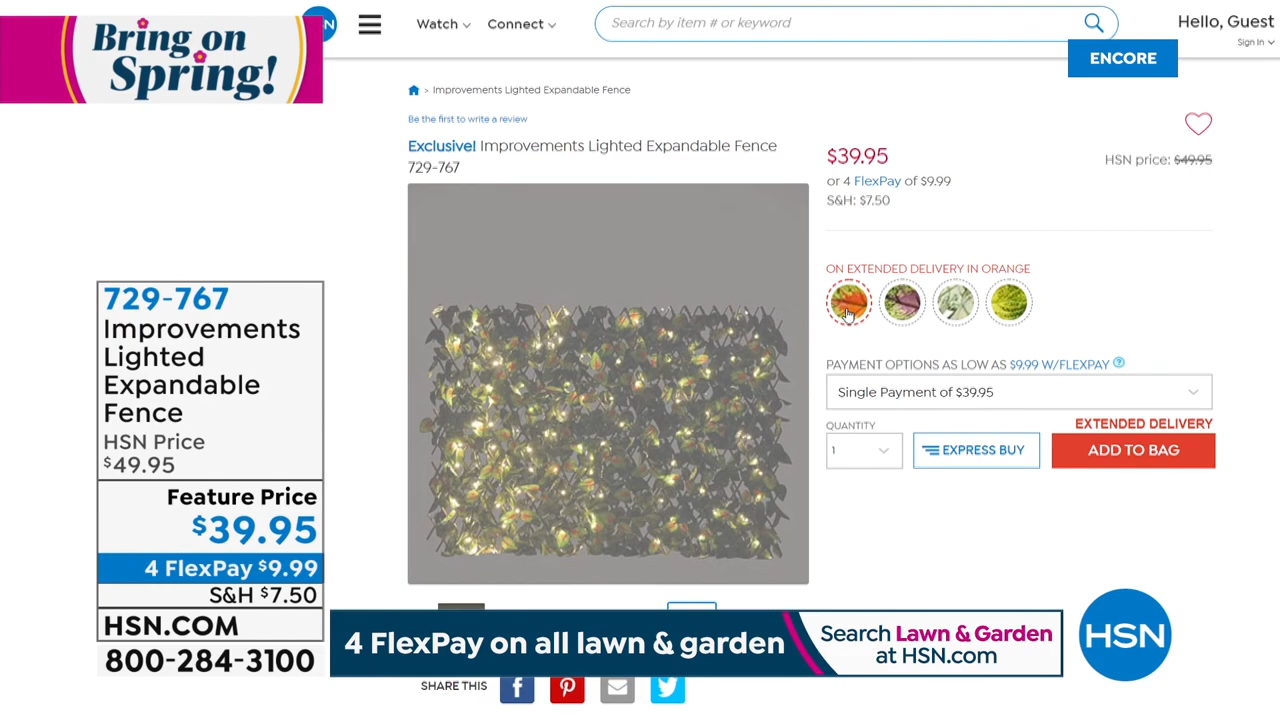 Bring on
Spring!
N
Watch
Connect
Search by item # or keyword
Hello, Guest
Sign In
ENCORE
> Improvements Lighted Expandable Fence
Be the first to write a review
Exclusive! Improvements Lighted Expandable Fence
729-767
$39.95
HSN price: $49.95
or 4 FlexPay of $9.99
S&H: $7.50
ON EXTENDED DELIVERY IN ORANGE
PAYMENT OPTIONS AS LOW AS $9.99 W/FLEXPAY ?
Single Payment of $39.95
EXTENDED DELIVERY
QUANTITY
1
EXPRESS BUY
ADD TO BAG
729-767
Improvements
Lighted
Expandable
Fence
HSN Price
$49.95
Feature Price
$39.95
4 FlexPay $9.99
S&H $7.50
HSN.COM
800-284-3100
4 FlexPay on all lawn & garden
Search Lawn & Garden
at HSN.com
HSN
SHARE THIS